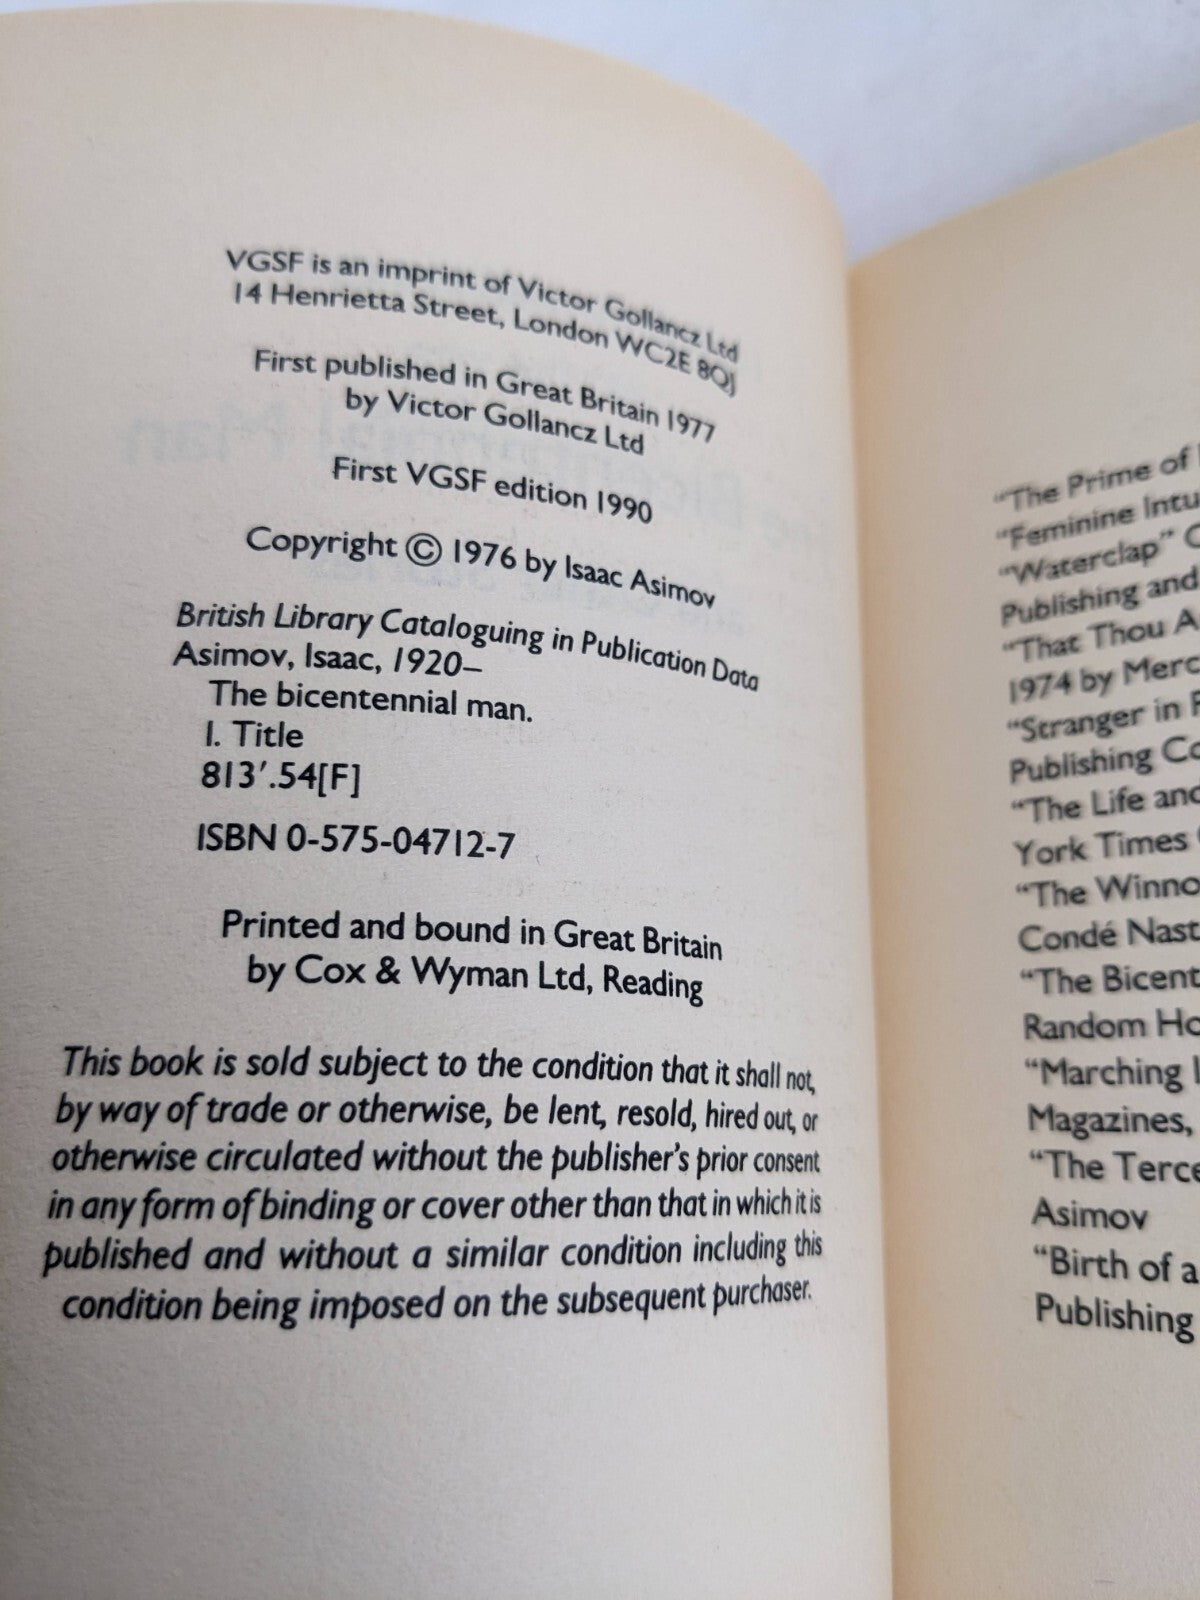 VGSF is an imprint of Victor Gollancz Ltd
14 Henrietta Street, London WC2E 8QJ
First published in Great Britain 1977
by Victor Gollancz Ltd
First VGSF edition 1990
Copyright © 1976 by Isaac Asimov
British Library Cataloguing in Publication Data
Asimov, Isaac, 1920–
The bicentennial man.
I. Title
813'.54[F]
ISBN 0-575-04712-7
Printed and bound in Great Britain
by Cox & Wyman Ltd, Reading
This book is sold subject to the condition that it shall not,
by way of trade or otherwise, be lent, resold, hired out, or
otherwise circulated without the publisher's prior consent
in any form of binding or cover other than that in which it is
published and without a similar condition including this
condition being imposed on the subsequent purchaser.
"The Prime of
"Feminine Intu
"Waterclap"
Publishing and
"That Thou A
1974 by Merc
"Stranger in
Publishing Co
"The Life and
York Times
"The Winno
Condé Nast
"The Bicent
Random Ho
"Marching
Magazines,
"The Terce
Asimov
"Birth of a
Publishing